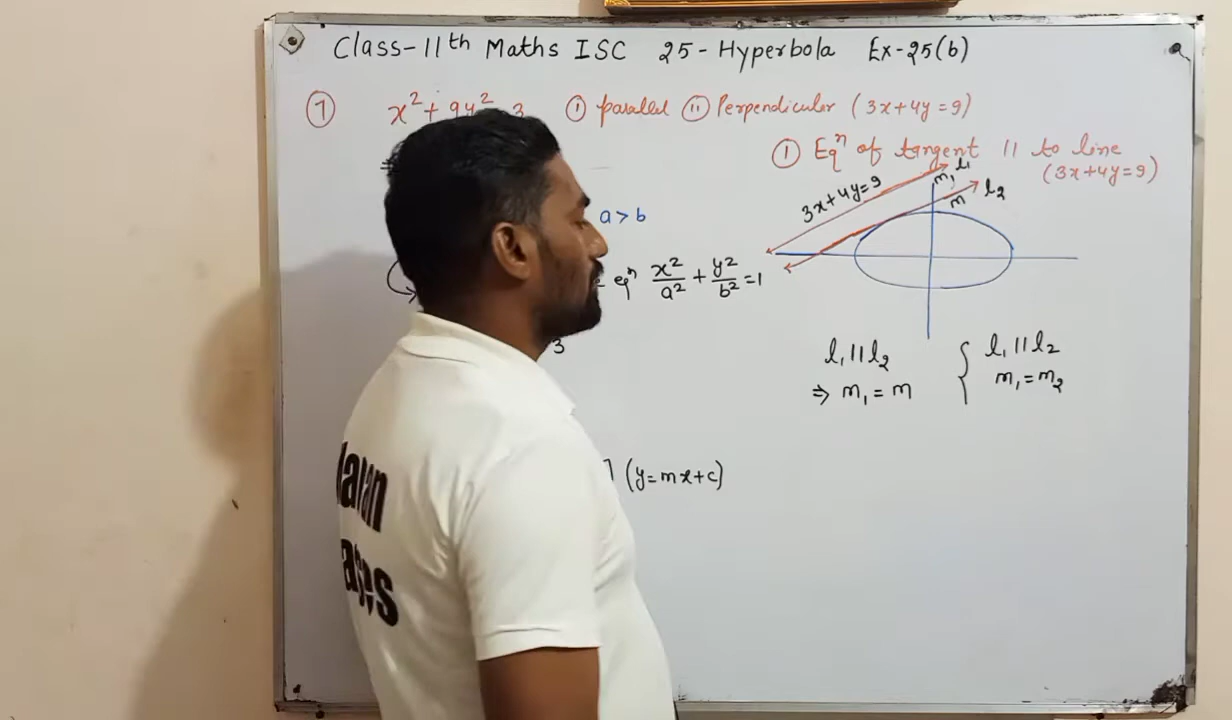 Class-11th Maths ISC 25-Hyperbola Ex-25(b)
⑦ x² + 9y² 3 ① parallel ⑪ Perpendicular (3x+4y=9)
① Eqⁿ of tangent || to line
(3x+4y=9)
3x+4y=9 m₁ l₁
m l₂
a > b
eqⁿ x²/a² + y²/b² = 1
3
l₁ || l₂
⇒ m₁ = m
{ l₁ || l₂
m₁ = m₂
] (y=mx+c)